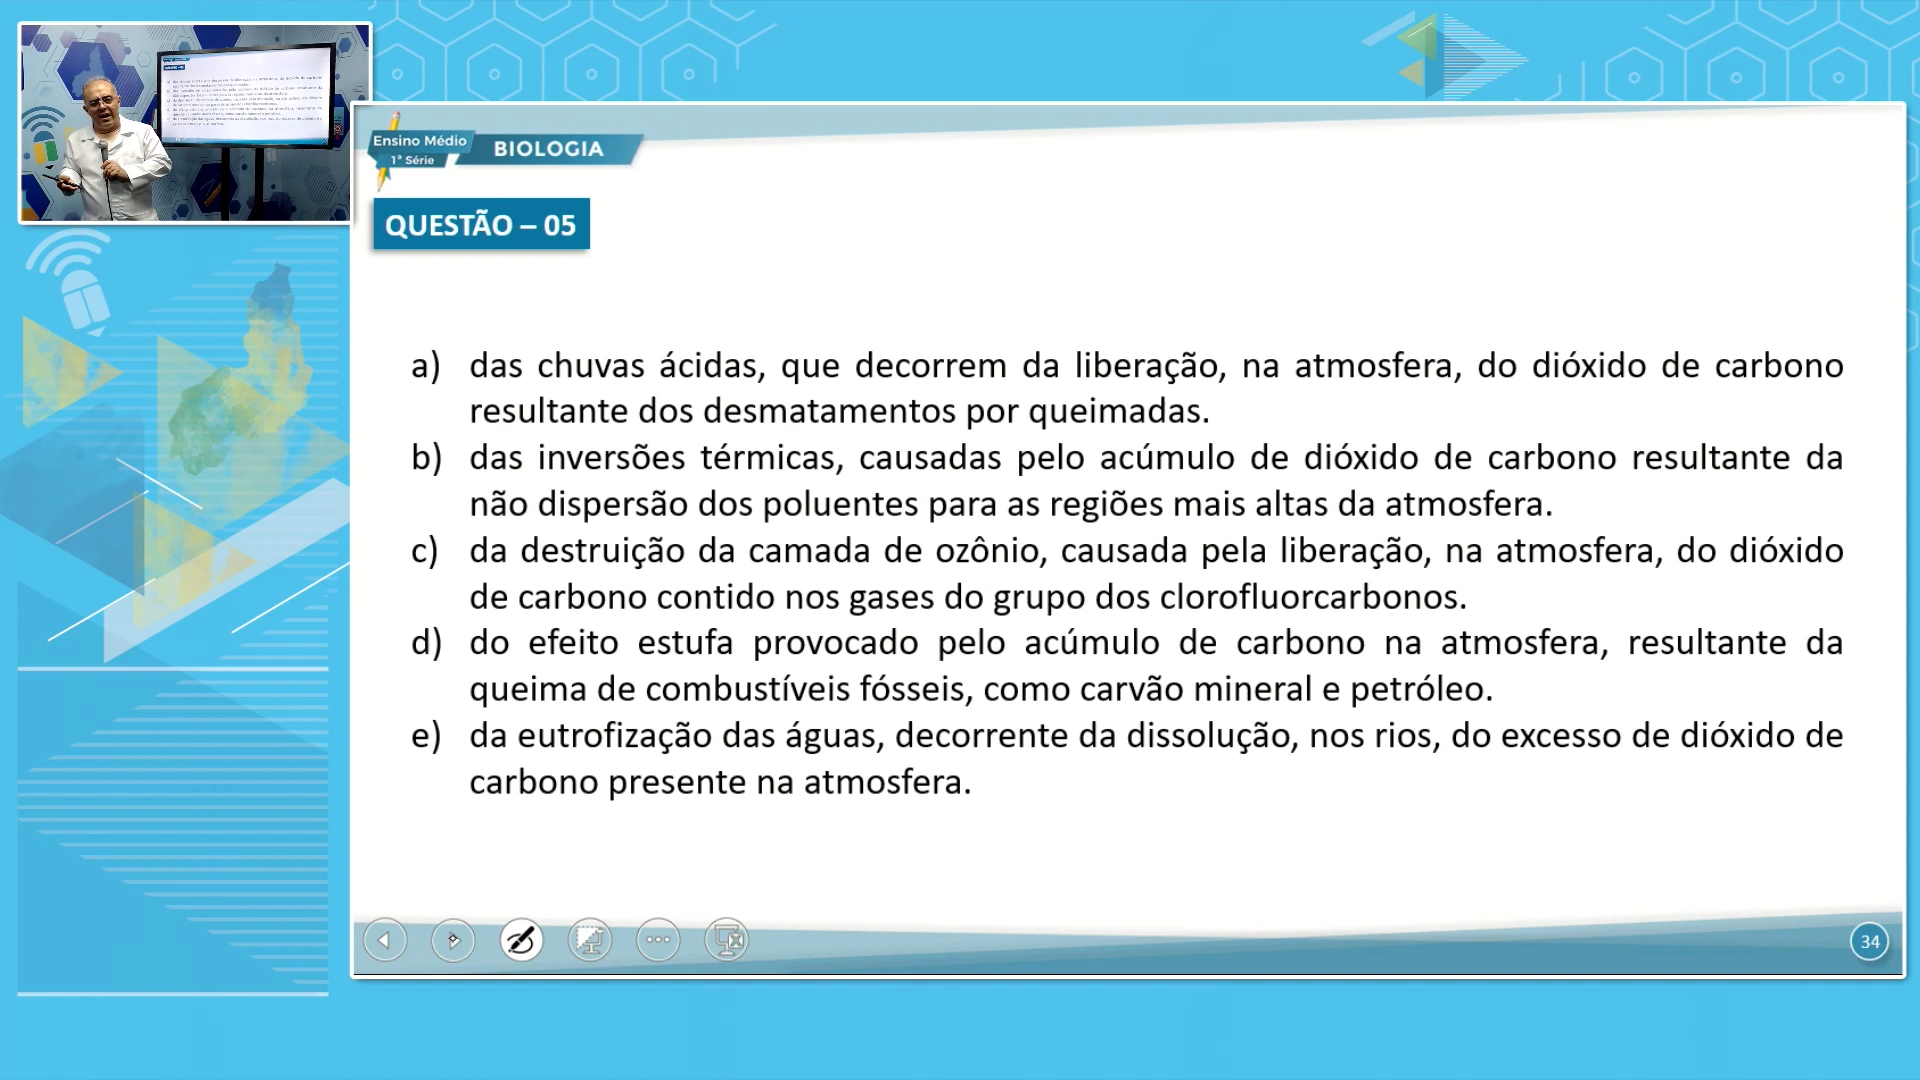 Ensino Médio
1ª Série
BIOLOGIA
QUESTÃO – 05
a) das chuvas ácidas, que decorrem da liberação, na atmosfera, do dióxido de carbono
resultante dos desmatamentos por queimadas.
b) das inversões térmicas, causadas pelo acúmulo de dióxido de carbono resultante da
não dispersão dos poluentes para as regiões mais altas da atmosfera.
c) da destruição da camada de ozônio, causada pela liberação, na atmosfera, do dióxido
de carbono contido nos gases do grupo dos clorofluorcarbonos.
d) do efeito estufa provocado pelo acúmulo de carbono na atmosfera, resultante da
queima de combustíveis fósseis, como carvão mineral e petróleo.
e) da eutrofização das águas, decorrente da dissolução, nos rios, do excesso de dióxido de
carbono presente na atmosfera.
34